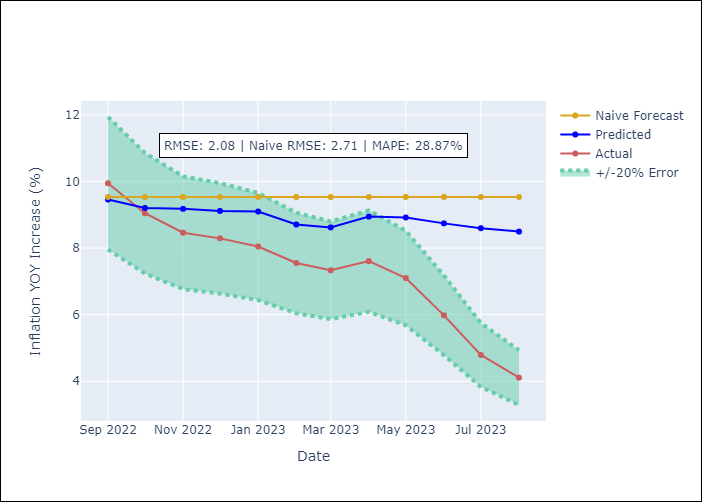 Naive Forecast
Predicted
Actual
+/-20% Error
RMSE: 2.08 | Naive RMSE: 2.71 | MAPE: 28.87%
Inflation YOY Increase (%)
12
10
8
6
4
Sep 2022 Nov 2022 Jan 2023 Mar 2023 May 2023 Jul 2023
Date